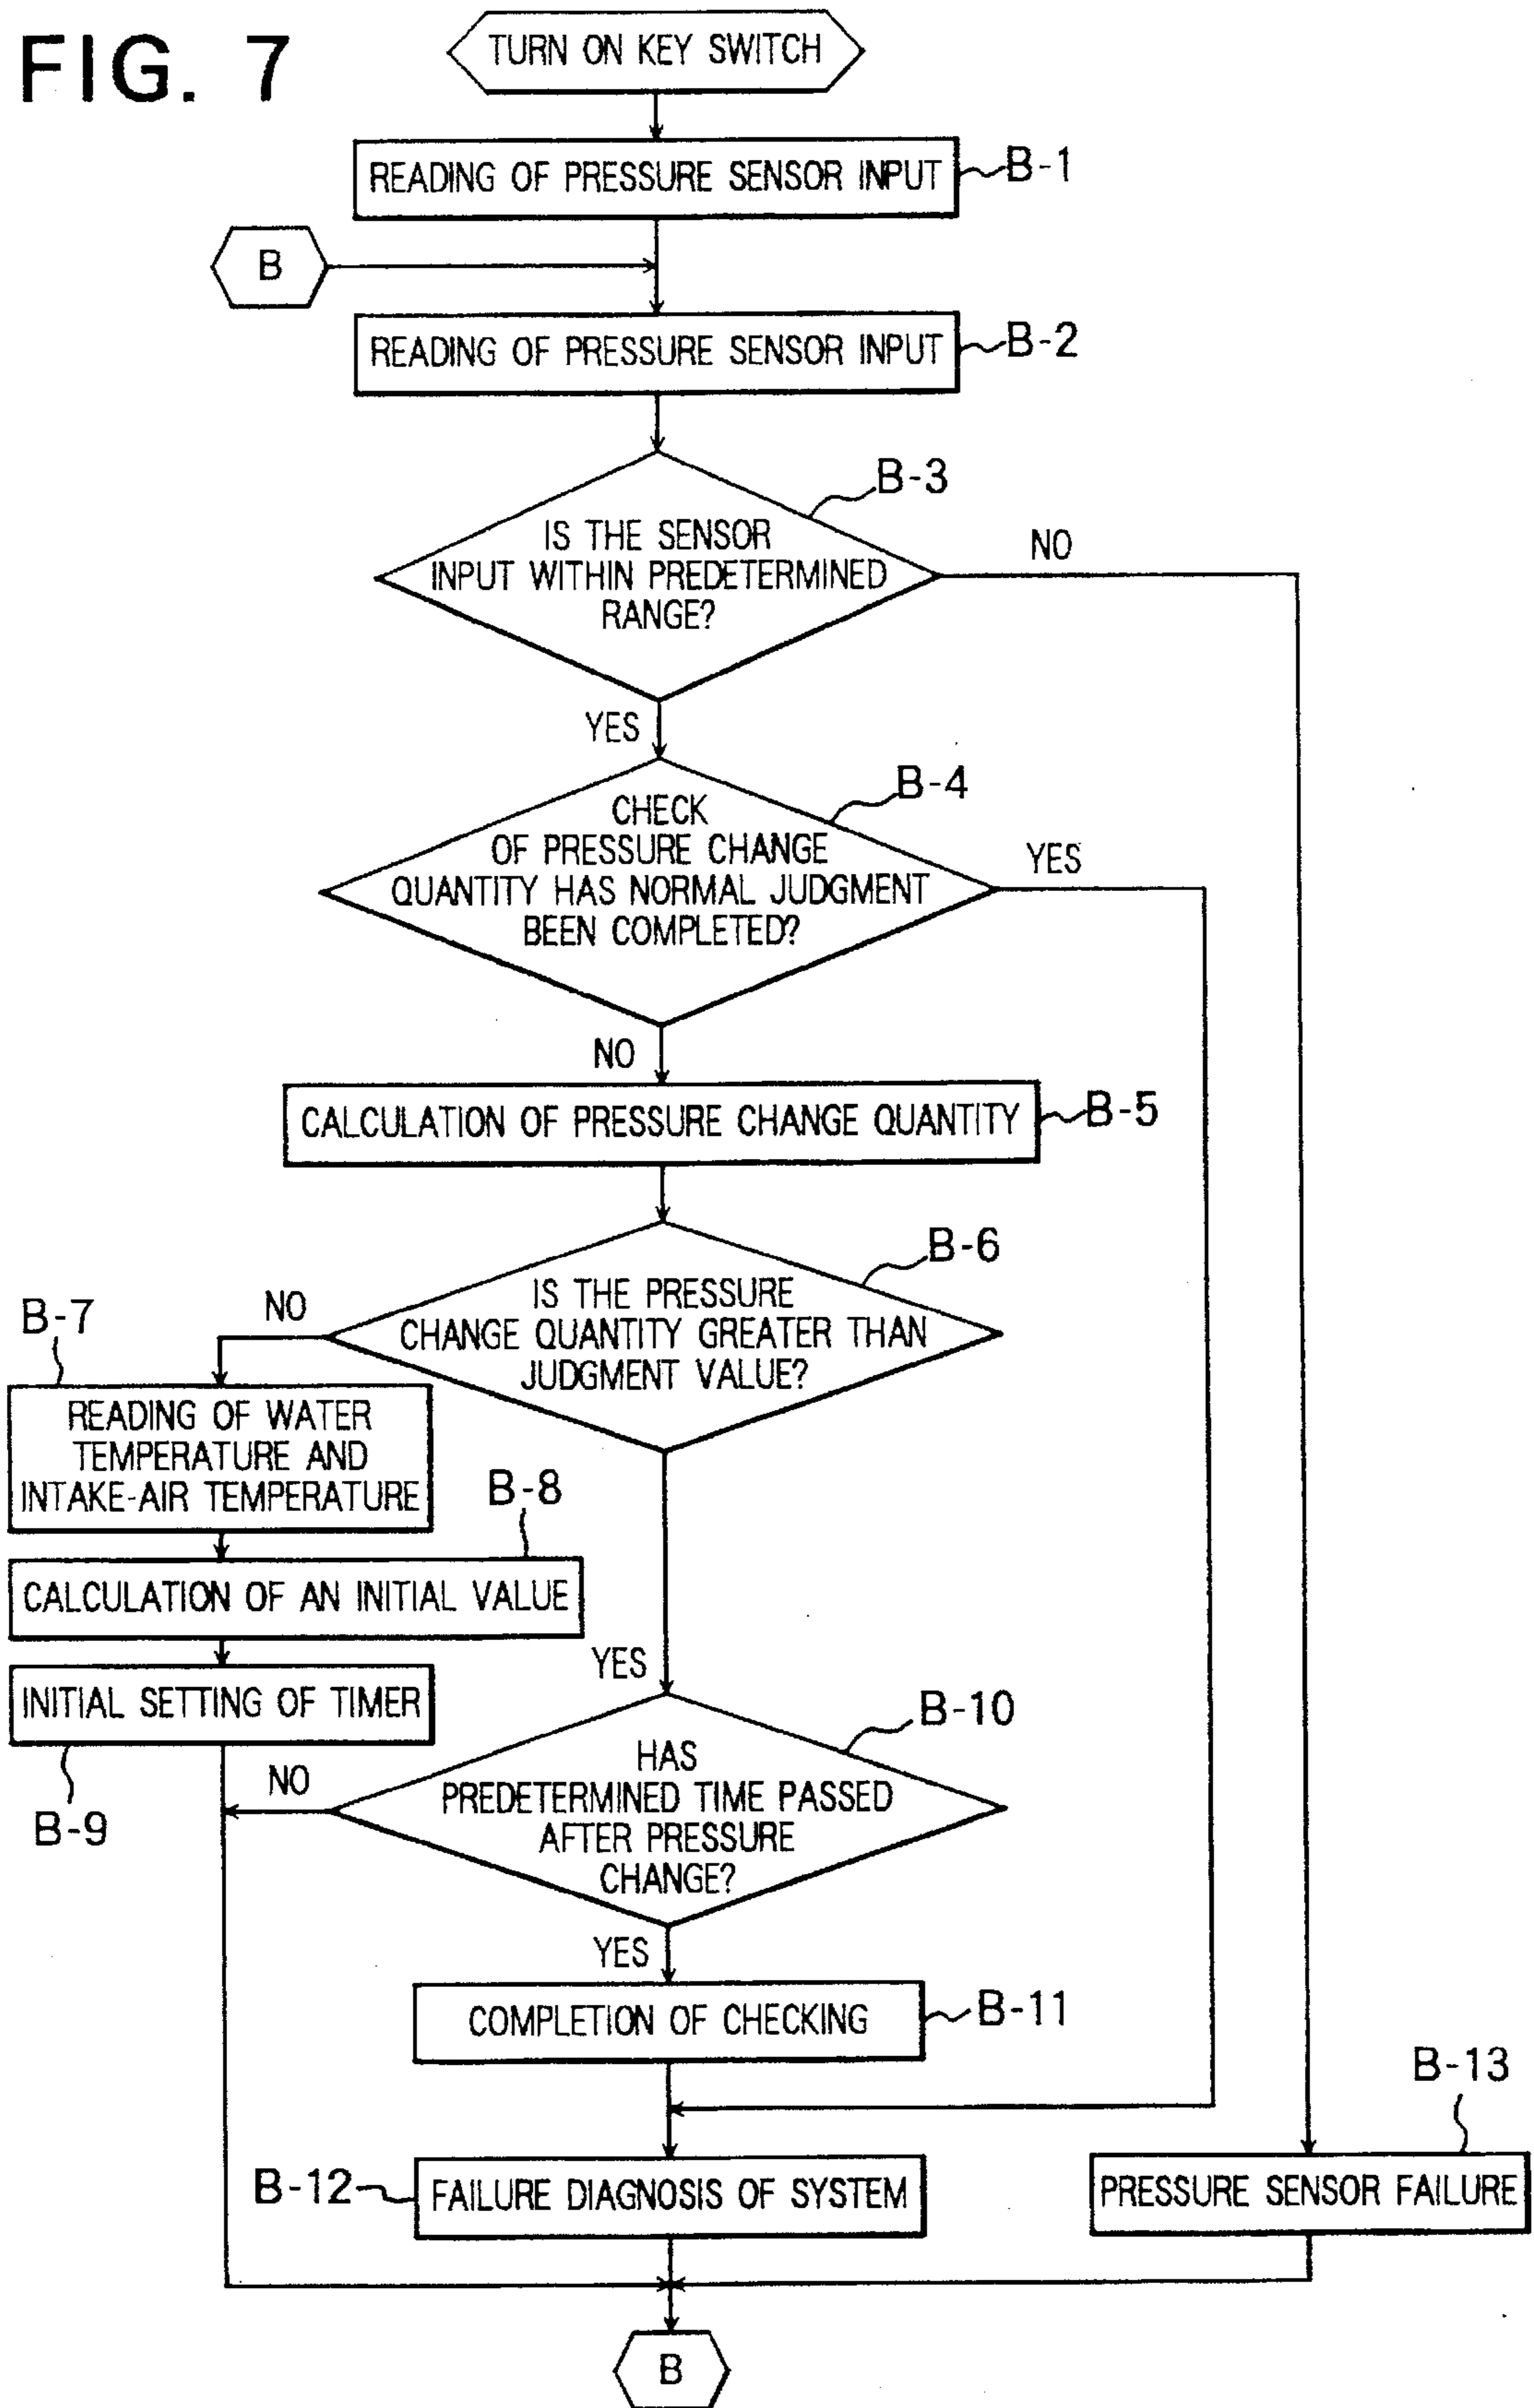 FIG. 7
TURN ON KEY SWITCH
READING OF PRESSURE SENSOR INPUT
B-1
B
READING OF PRESSURE SENSOR INPUT
B-2
B-3
IS THE SENSOR
INPUT WITHIN PREDETERMINED
RANGE?
NO
YES
B-4
CHECK
OF PRESSURE CHANGE
QUANTITY HAS NORMAL JUDGMENT
BEEN COMPLETED?
YES
NO
CALCULATION OF PRESSURE CHANGE QUANTITY
B-5
B-6
IS THE PRESSURE
CHANGE QUANTITY GREATER THAN
JUDGMENT VALUE?
NO
B-7
READING OF WATER
TEMPERATURE AND
INTAKE-AIR TEMPERATURE
B-8
CALCULATION OF AN INITIAL VALUE
INITIAL SETTING OF TIMER
B-9
YES
B-10
HAS
PREDETERMINED TIME PASSED
AFTER PRESSURE
CHANGE?
NO
YES
COMPLETION OF CHECKING
B-11
B-13
B-12
FAILURE DIAGNOSIS OF SYSTEM
PRESSURE SENSOR FAILURE
B